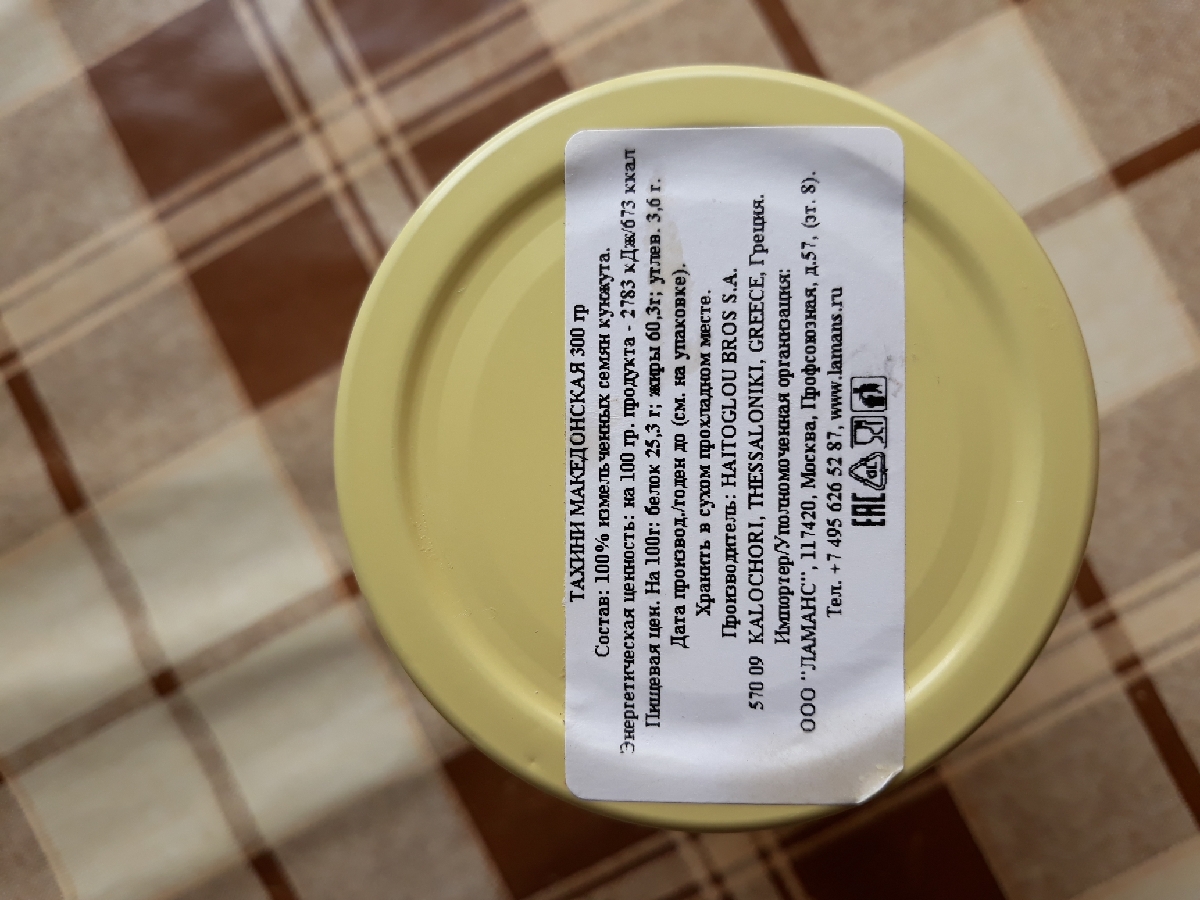 ТАХИНИ МАКЕДОНСКАЯ 300 гр
Состав: 100% измельченных семян кунжута.
Энергетическая ценность: на 100 гр. продукта - 2783 кДж/673 ккал
Пищевая цен. На 100г: белок 25,3 г; жиры 60,3г; углев. 3,6 г.
Дата производ./годен до (см. на упаковке).
Хранить в сухом прохладном месте.
Производитель: HAITOGLOU BROS S.A.
570 09 KALOCHORI, THESSALONIKI, GREECE, Греция.
Импортер/Уполномоченная организация:
ООО "ЛАМАНС", 117420, Москва, Профсоюзная, д.57, (эт. 8).
Тел. +7 495 626 52 87, www.lamans.ru
EAC